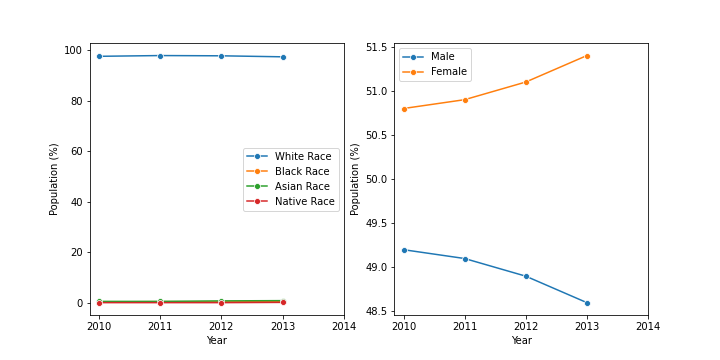 100
80
60
40
20
0
Population (%)
2010 2011 2012 2013 2014
Year
White Race
Black Race
Asian Race
Native Race
51.5
51.0
50.5
50.0
49.5
49.0
48.5
Population (%)
2010 2011 2012 2013 2014
Year
Male
Female